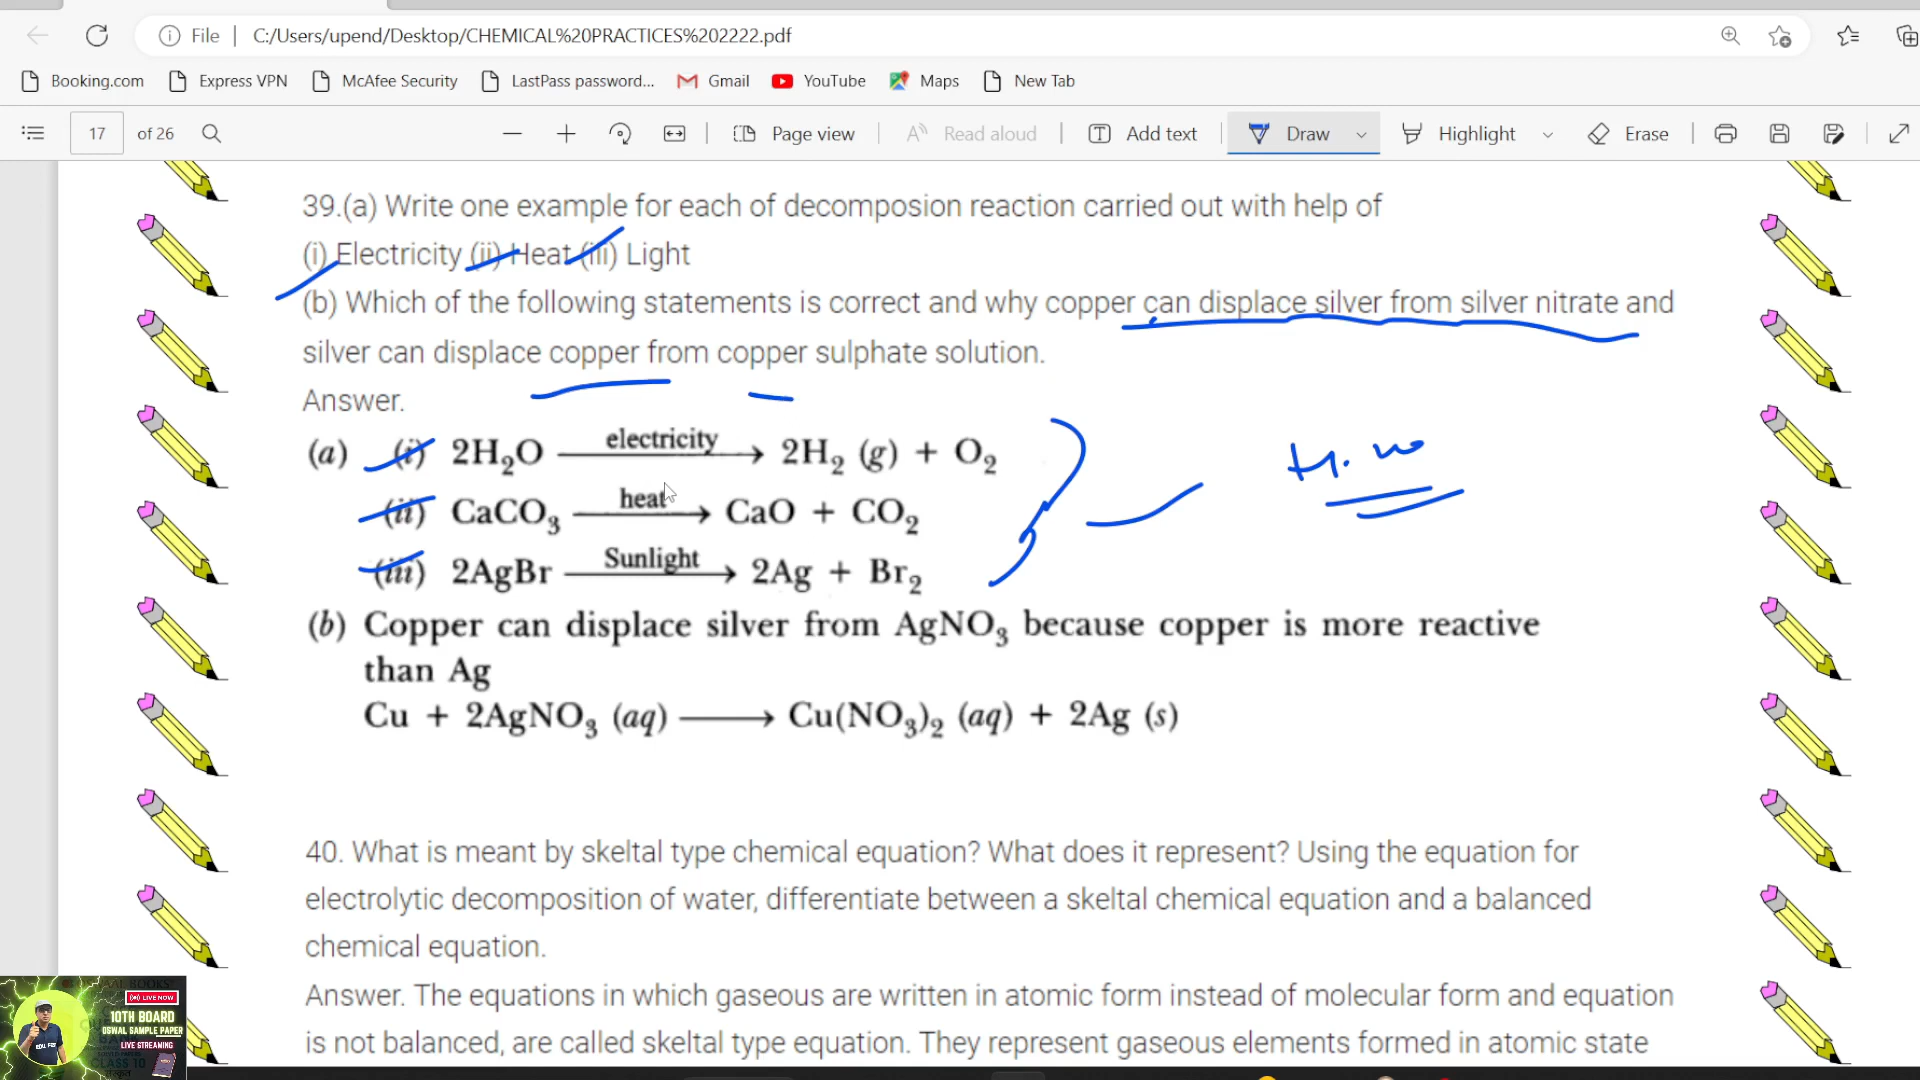 File
C:/Users/upend/Desktop/CHEMICAL%20PRACTICES%202222.pdf
Booking.com Express VPN McAfee Security LastPass password... Gmail YouTube Maps New Tab
17 of 26 Page view Read aloud Add text Draw Highlight Erase
39.(a) Write one example for each of decomposion reaction carried out with help of
(i) Electricity (ii) Heat (iii) Light
(b) Which of the following statements is correct and why copper can displace silver from silver nitrate and
silver can displace copper from copper sulphate solution.
Answer.
(a) (i) 2H₂O electricity⟶ 2H₂ (g) + O₂
H. w
(ii) CaCO₃ heat⟶ CaO + CO₂
(iii) 2AgBr Sunlight⟶ 2Ag + Br₂
(b) Copper can displace silver from AgNO₃ because copper is more reactive
than Ag
Cu + 2AgNO₃ (aq) ⟶ Cu(NO₃)₂ (aq) + 2Ag (s)
40. What is meant by skeltal type chemical equation? What does it represent? Using the equation for
electrolytic decomposition of water, differentiate between a skeltal chemical equation and a balanced
chemical equation.
Answer. The equations in which gaseous are written in atomic form instead of molecular form and equation
is not balanced, are called skeltal type equation. They represent gaseous elements formed in atomic state
LIVE NOW
10TH BOARD
OSWAL SAMPLE PAPER
LIVE STREAMING
CLASS 10